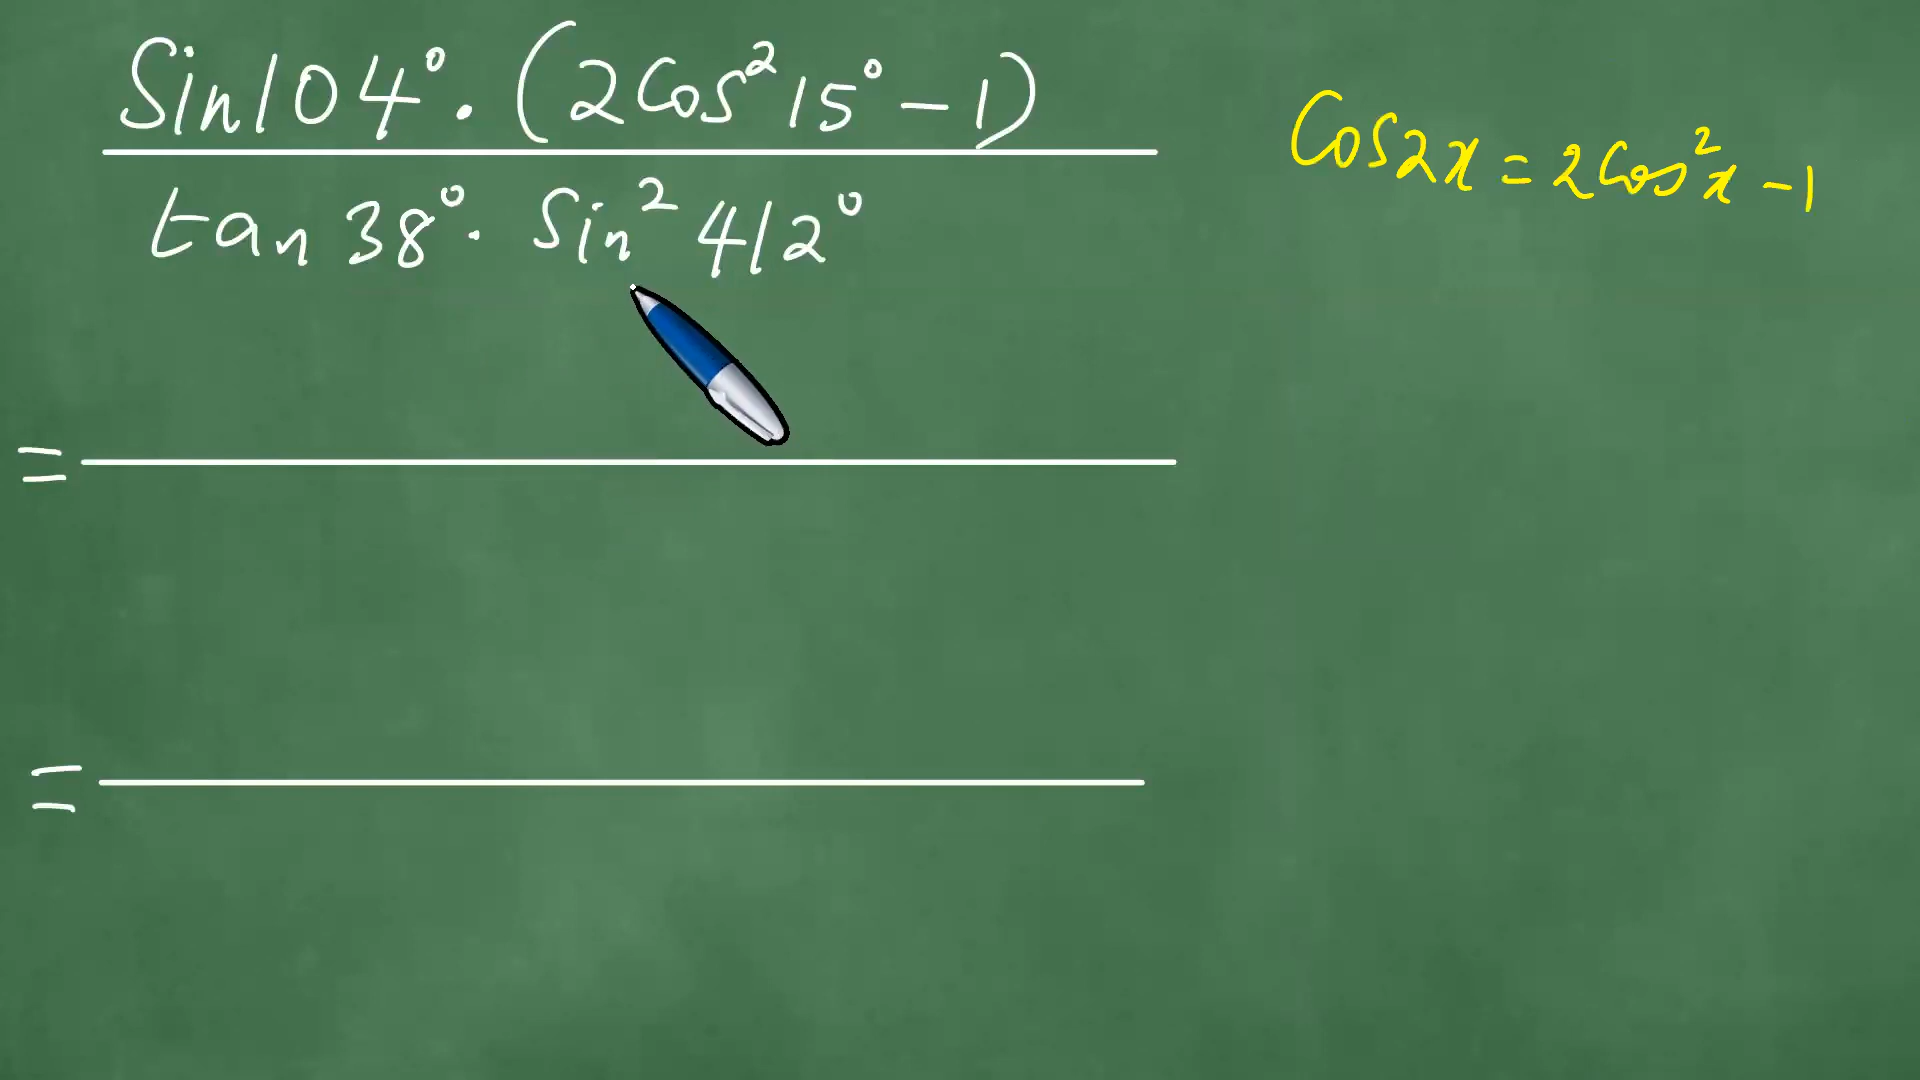 Sin104°·(2Cos²15°-1)
tan38°·Sin²412°
Cos2x=2Cos²x-1
=
=